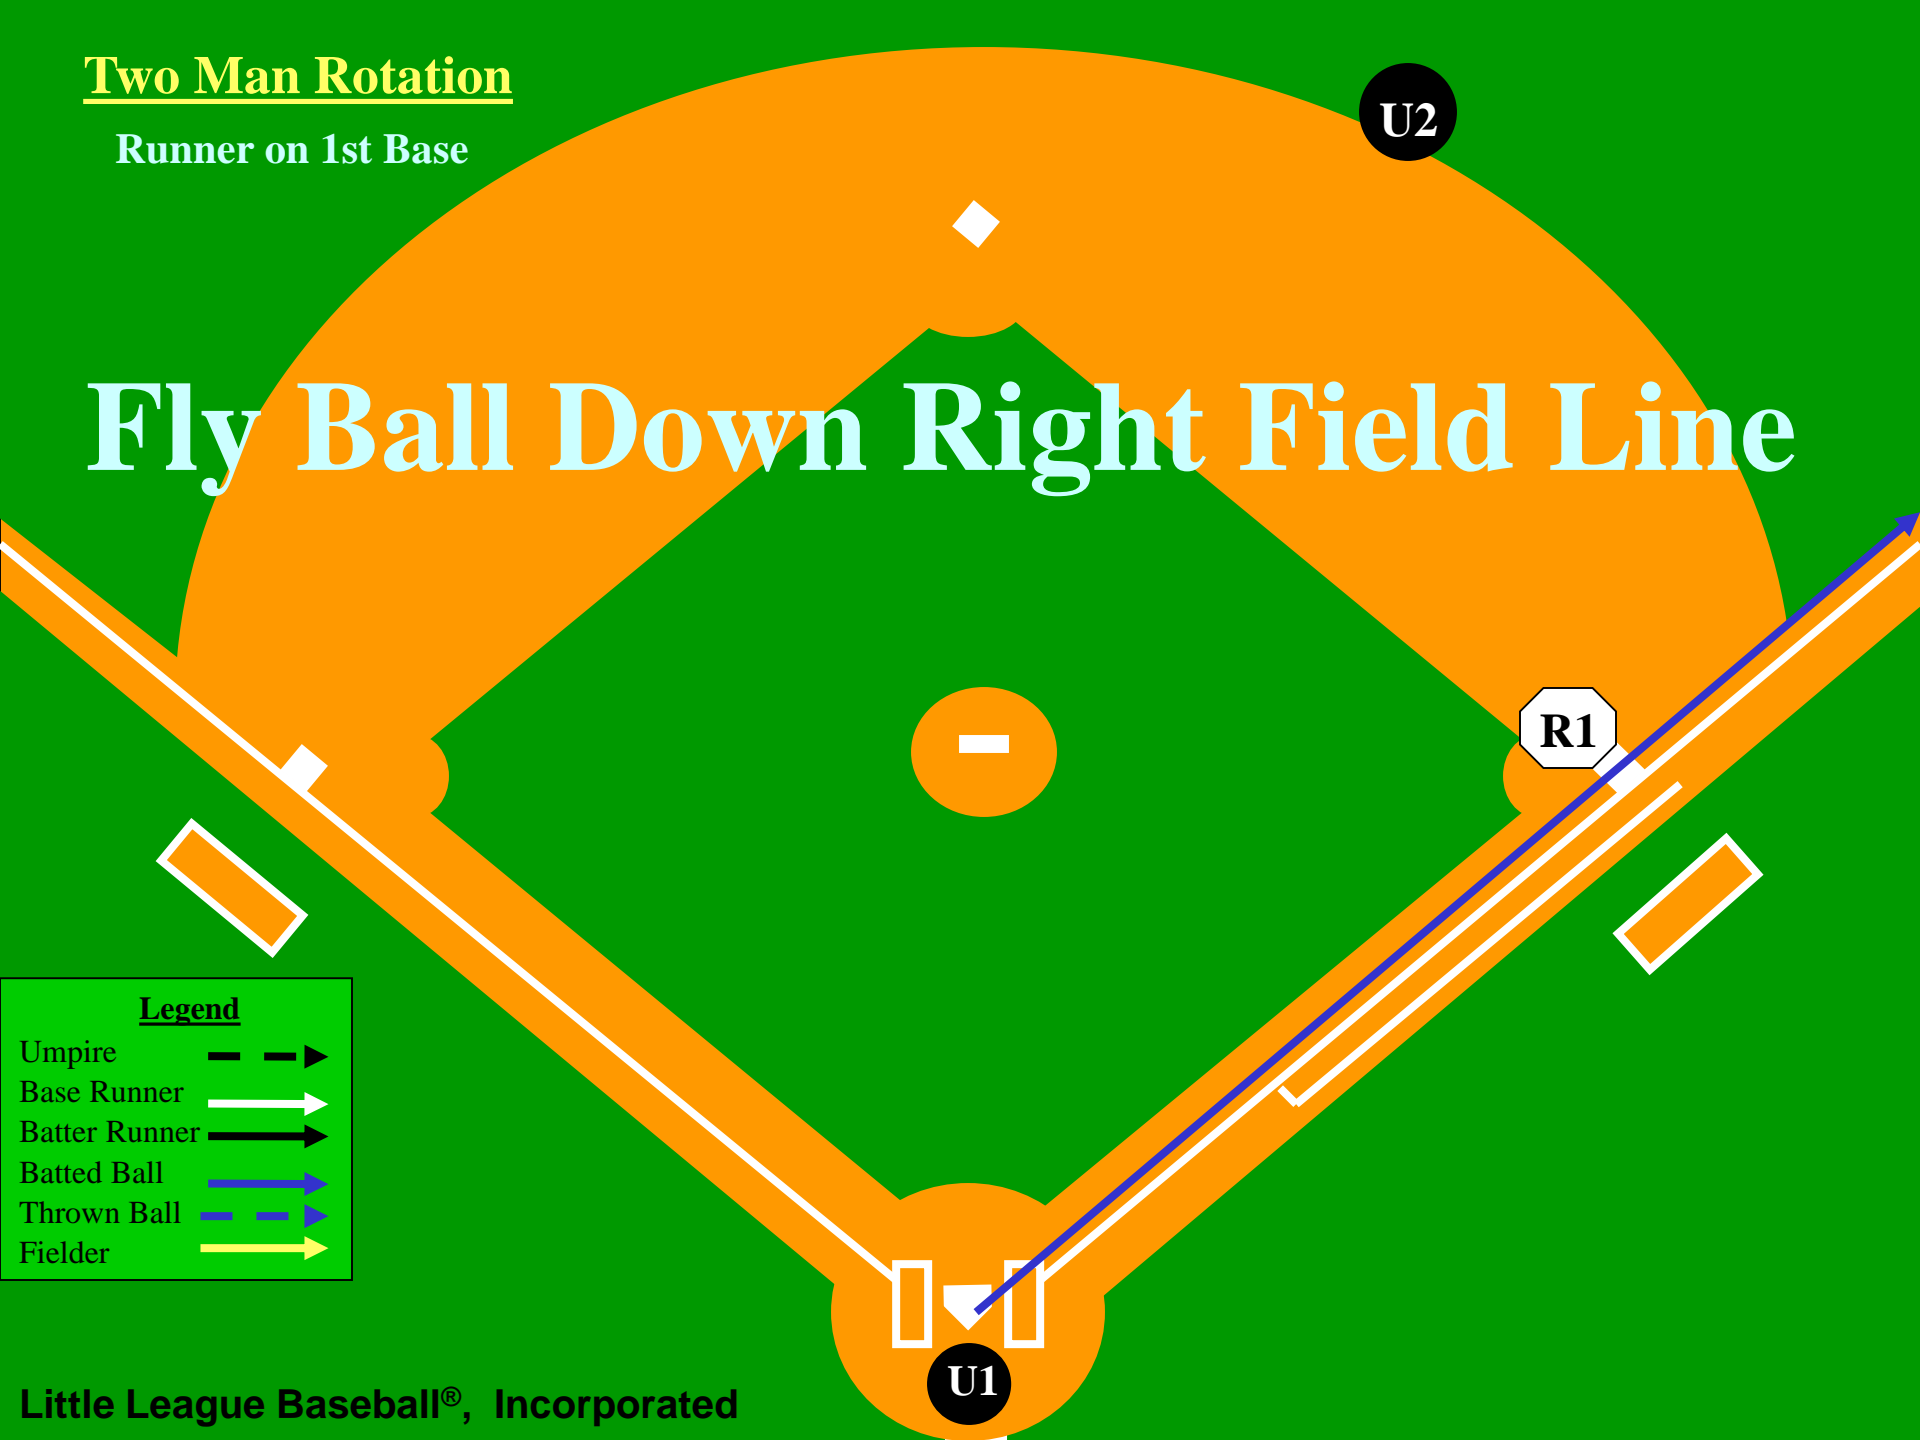 Two Man Rotation
Runner on 1st Base
U2
Fly Ball Down Right Field Line
R1
Legend
Umpire
Base Runner
Batter Runner
Batted Ball
Thrown Ball
Fielder
U1
Little League Baseball®, Incorporated